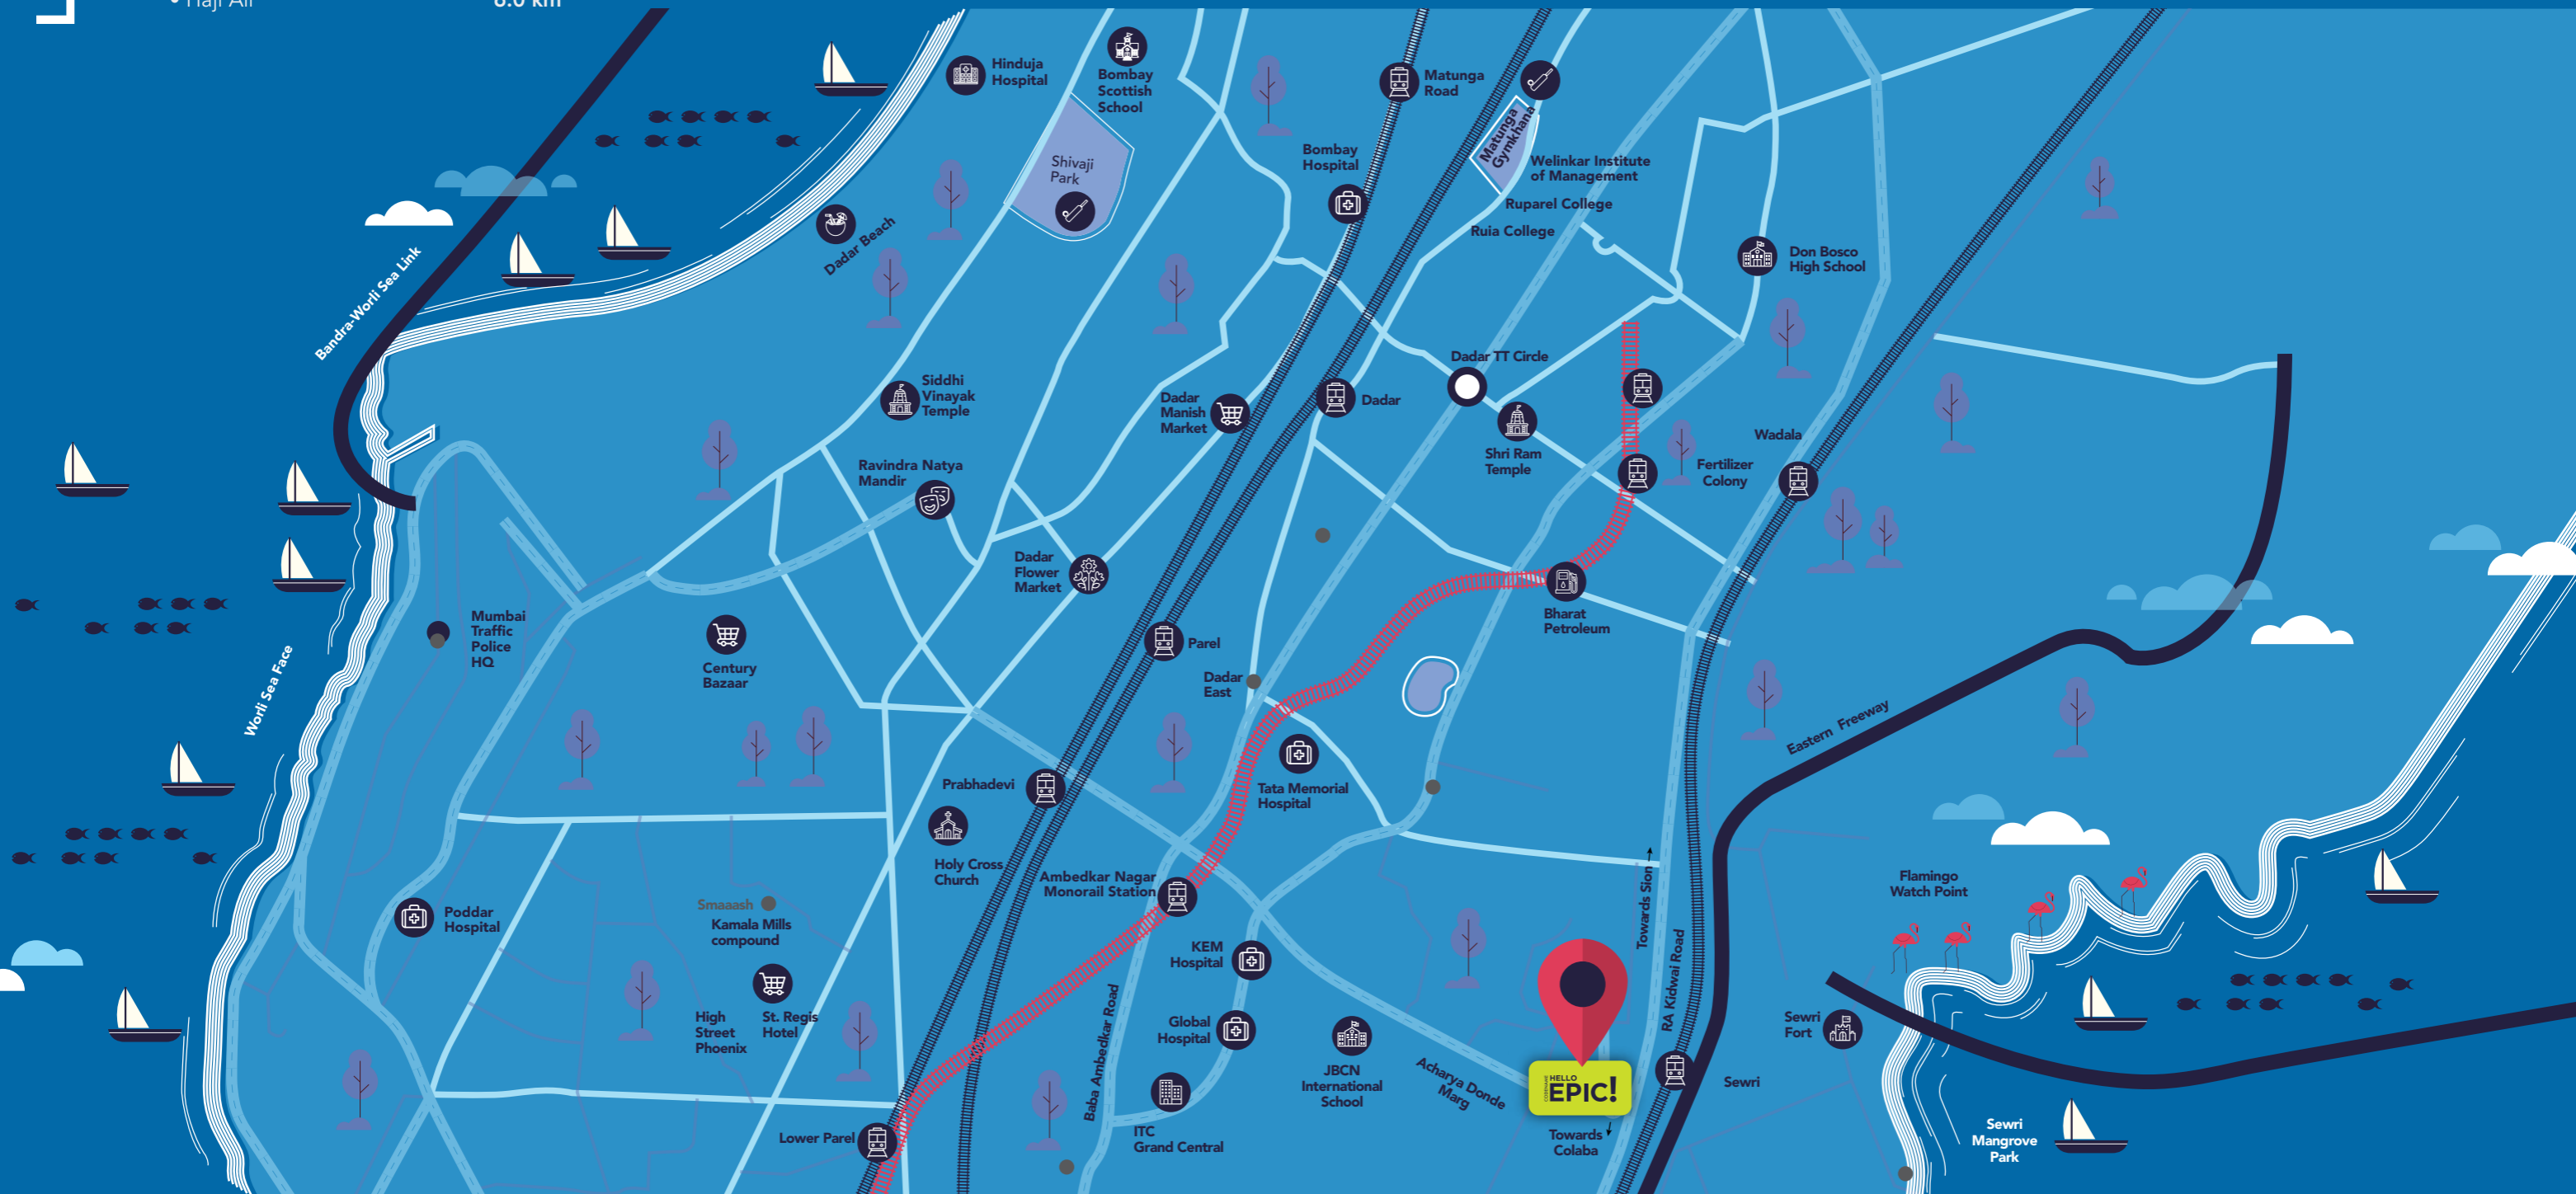 • Haji Ali
6.0 km
Hinduja
Hospital
Bombay
Scottish
School
Matunga
Road
Matunga
Gymkhana
Shivaji
Park
Bombay
Hospital
Welinkar Institute
of Management
Ruparel College
Ruia College
Dadar Beach
Don Bosco
High School
Bandra-Worli Sea Link
Dadar TT Circle
Siddhi
Vinayak
Temple
Dadar
Manish
Market
Dadar
Wadala
Shri Ram
Temple
Fertilizer
Colony
Ravindra Natya
Mandir
Dadar
Flower
Market
Mumbai
Traffic
Police
HQ
Bharat
Petroleum
Parel
Century
Bazaar
Dadar
East
Worli Sea Face
Eastern Freeway
Prabhadevi
Tata Memorial
Hospital
Holy Cross
Church
Ambedkar Nagar
Monorail Station
Flamingo
Watch Point
Towards Sion
Smaaash
Kamala Mills
compound
Poddar
Hospital
KEM
Hospital
RA Kidwai Road
High
Street
Phoenix
St. Regis
Hotel
Global
Hospital
Sewri
Fort
Baba Ambedkar Road
JBCN
International
School
Acharya Donde
Marg
CODENAME
HELLO
EPIC!
Sewri
Lower Parel
ITC
Grand Central
Towards
Colaba
Sewri
Mangrove
Park